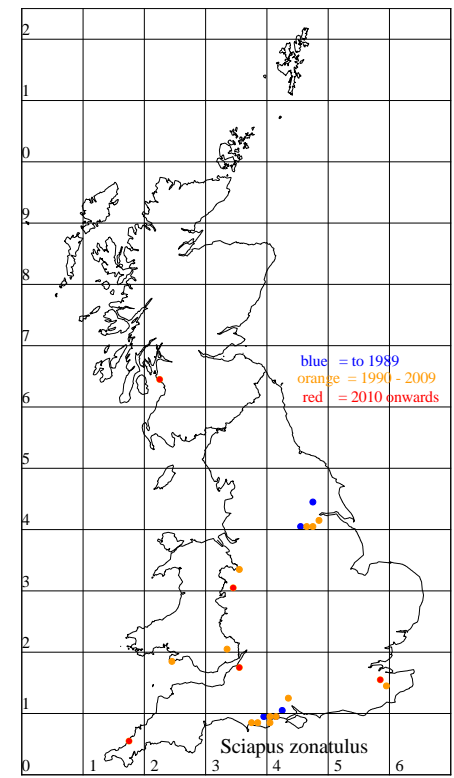 2
1
0
9
8
7
blue = to 1989
orange = 1990 - 2009
red = 2010 onwards
6
5
4
3
2
1
Sciapus zonatulus
0 1 2 3 4 5 6